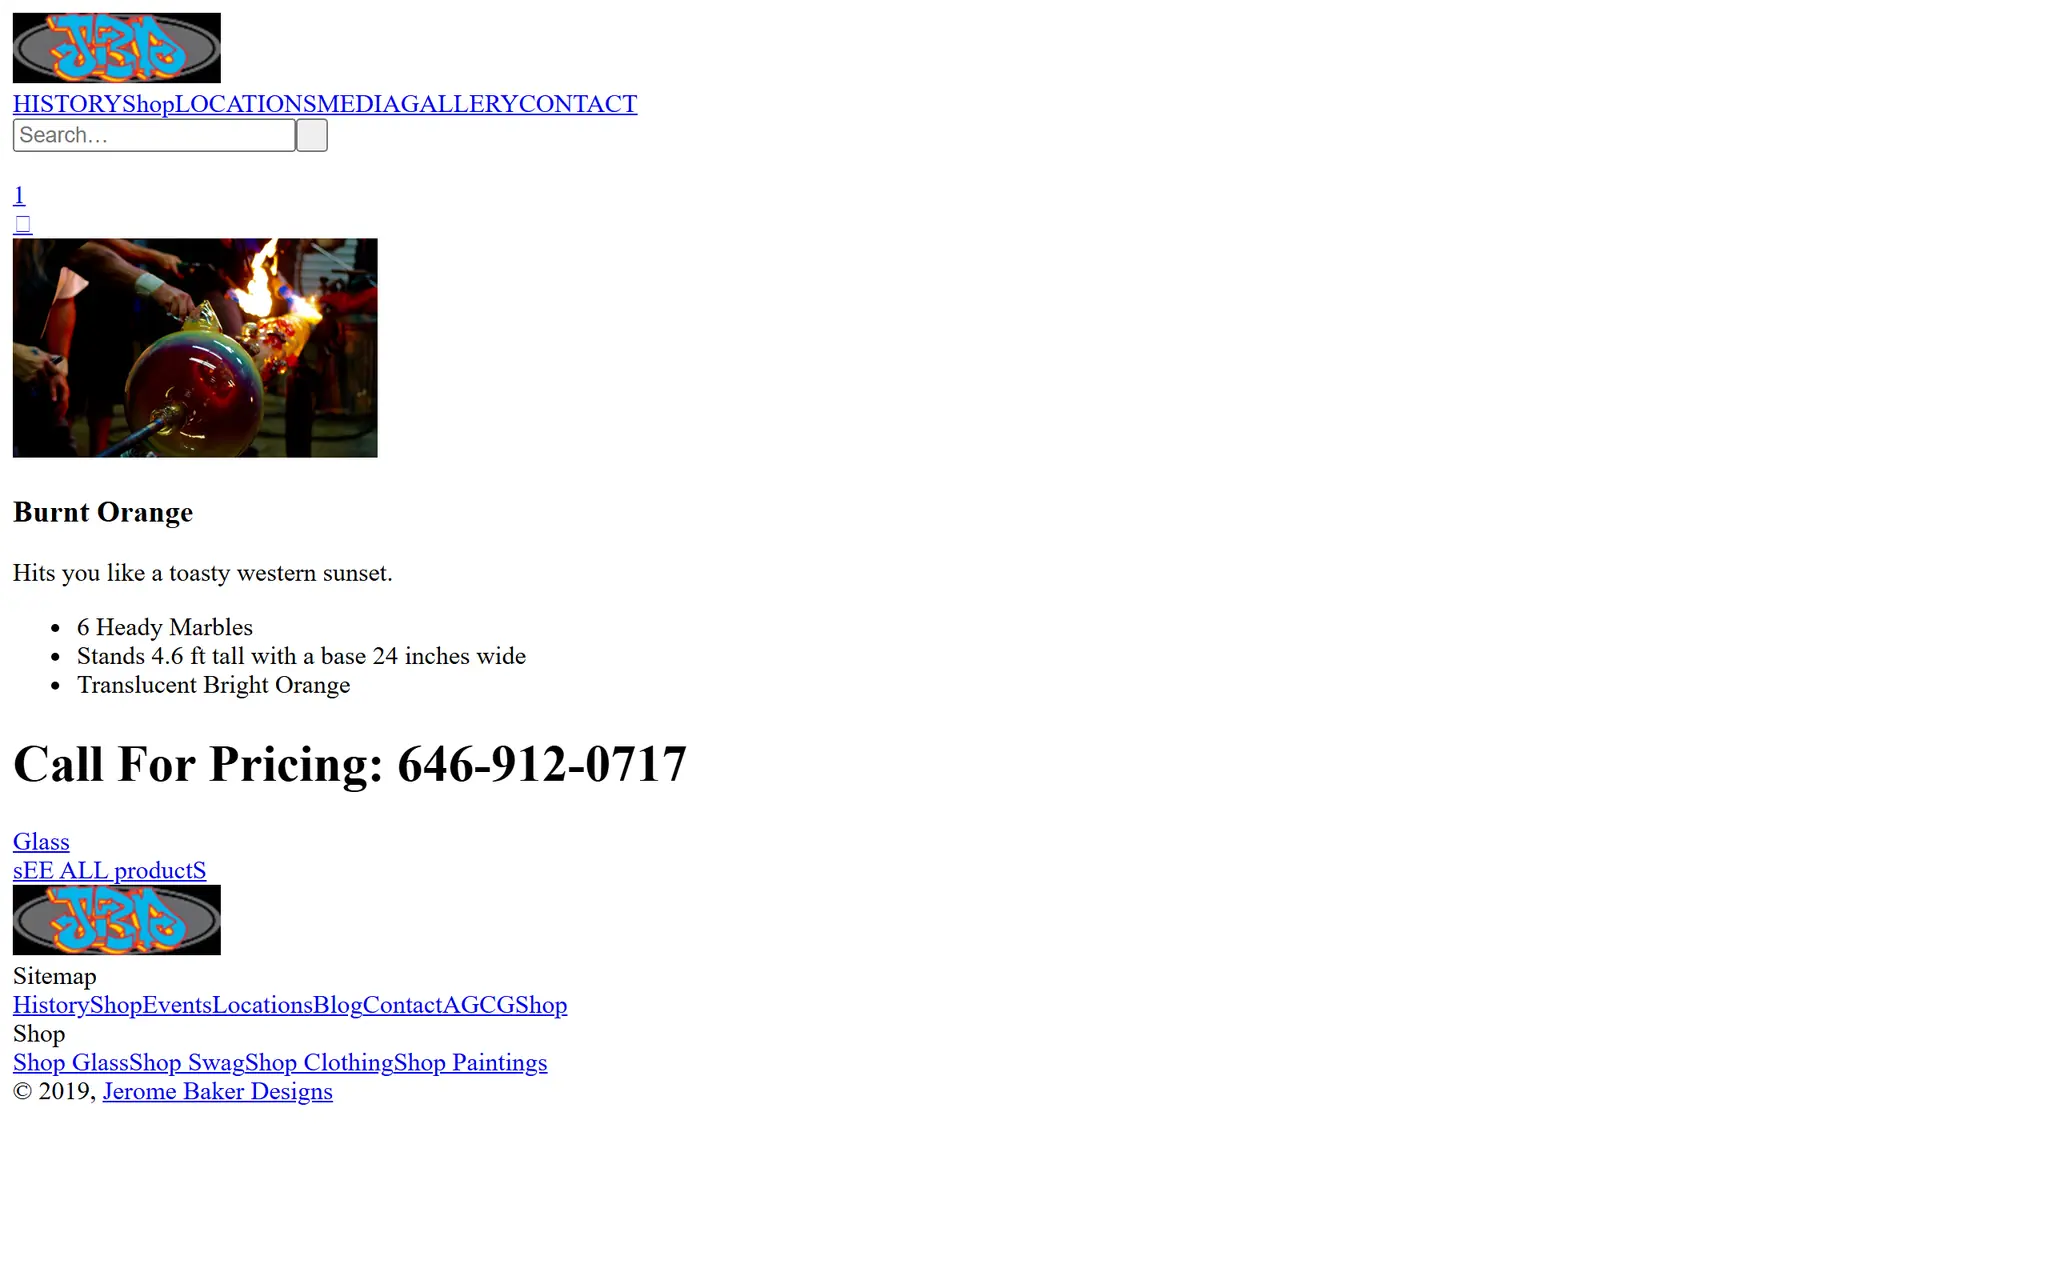 JBD
HISTORYShopLOCATIONSMEDIAGALLERYCONTACT
Search...
1
Burnt Orange
Hits you like a toasty western sunset.
6 Heady Marbles
Stands 4.6 ft tall with a base 24 inches wide
Translucent Bright Orange
Call For Pricing: 646-912-0717
Glass
sEE ALL productS
JBD
Sitemap
HistoryShopEventsLocationsBlogContactAGCGShop
Shop
Shop GlassShop SwagShop ClothingShop Paintings
© 2019, Jerome Baker Designs